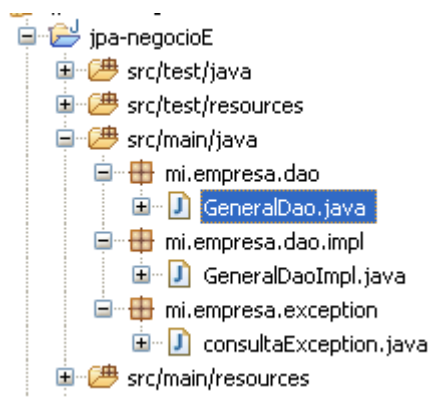 jpa-negocioE
src/test/java
src/test/resources
src/main/java
mi.empresa.dao
GeneralDao.java
mi.empresa.dao.impl
GeneralDaoImpl.java
mi.empresa.exception
consultaException.java
src/main/resources